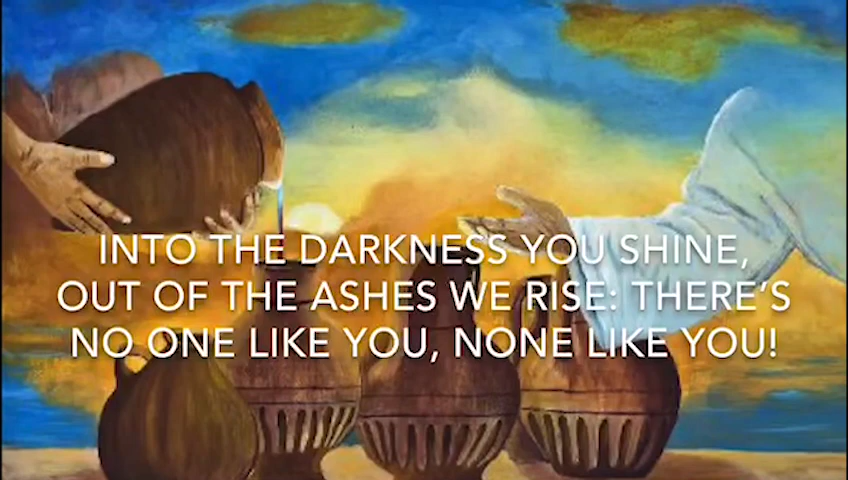 INTO THE DARKNESS YOU SHINE,
OUT OF THE ASHES WE RISE: THERE'S
NO ONE LIKE YOU, NONE LIKE YOU!